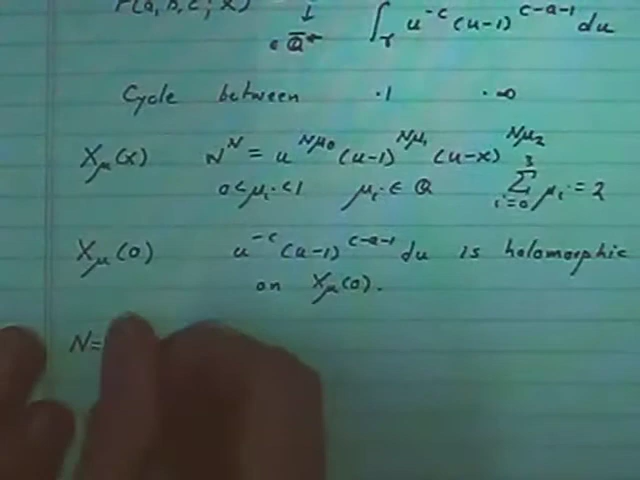 F(a, b, c ; x) ↓ ∫_γ u^{-c} (u-1)^{c-a-1} du
∈ Q̄*
Cycle between ·1 ·∞
X_μ(x) w^N = u^{Nμ_0} (u-1)^{Nμ_1} (u-x)^{Nμ_2}
0<μ_i<1 μ_i ∈ Q Σ_{i=0}^{3} μ_i = 2
X_μ(0) u^{-c} (u-1)^{c-a-1} du is holomorphic
on X_μ(0).
N=